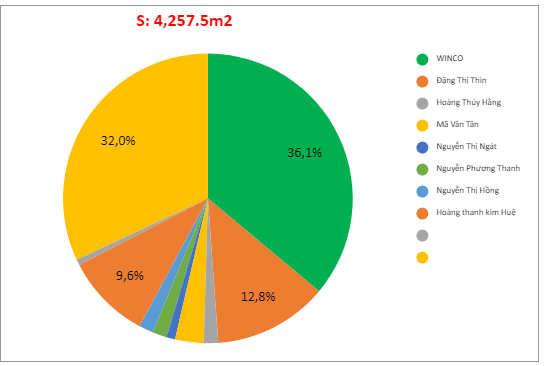 S: 4,257.5m2
WINCO
Đặng Thị Thìn
Hoàng Thúy Hằng
Mã Văn Tân
Nguyễn Thị Ngát
Nguyễn Phương Thanh
Nguyễn Thị Hồng
Hoàng thanh kim Huệ
32,0%
36,1%
9,6%
12,8%